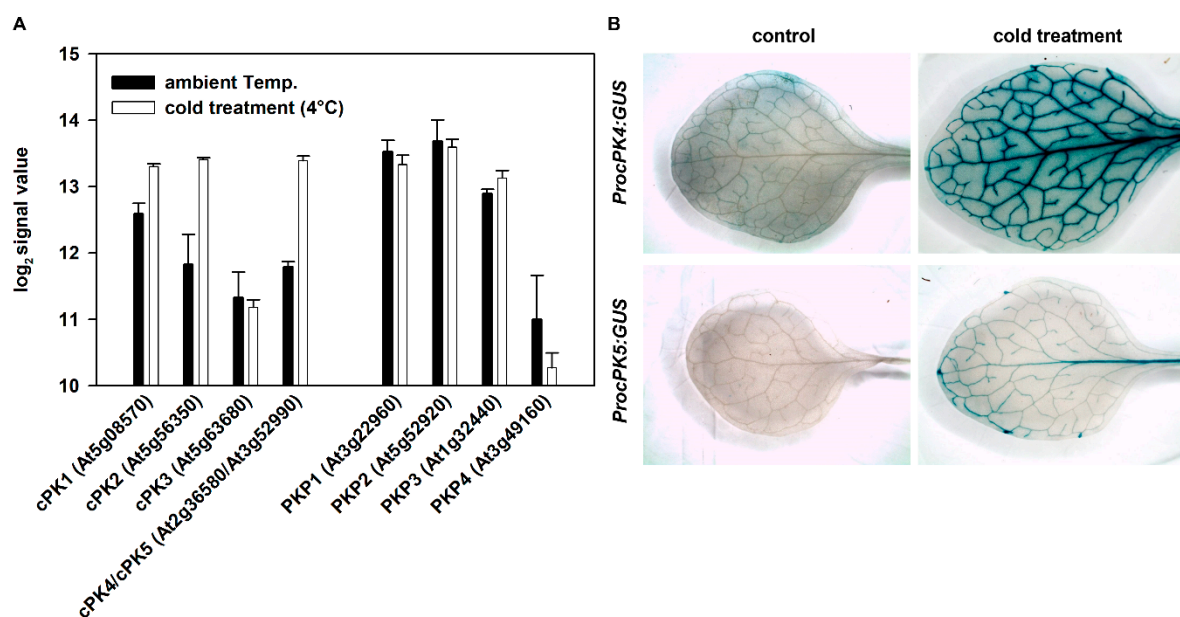 A
log2 signal value
15
14
13
12
11
10
ambient Temp.
cold treatment (4°C)
cPK1 (At5g08570)
cPK2 (At5g56350)
cPK3 (At5g63680)
cPK4/cPK5 (At2g36580/At3g52990)
PKP1 (At3g22960)
PKP2 (At5g52920)
PKP3 (At1g32440)
PKP4 (At3g49160)
B
control
cold treatment
ProcPK4:GUS
ProcPK5:GUS